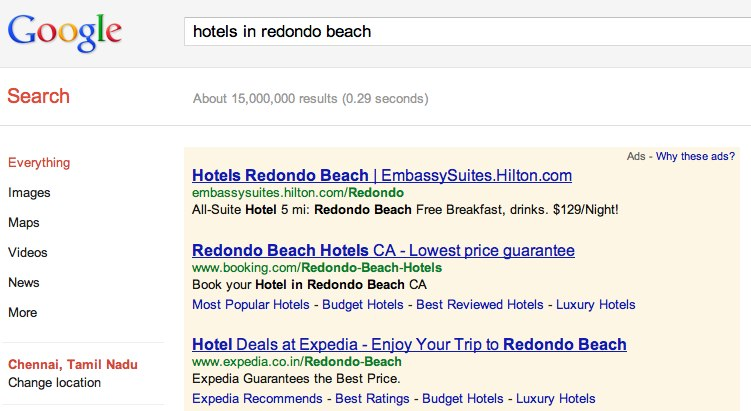 Google
hotels in redondo beach
Search
About 15,000,000 results (0.29 seconds)
Everything
Images
Maps
Videos
News
More
Chennai, Tamil Nadu
Change location
Ads - Why these ads?
Hotels Redondo Beach | EmbassySuites.Hilton.com
embassysuites.hilton.com/Redondo
All-Suite Hotel 5 mi: Redondo Beach Free Breakfast, drinks. $129/Night!
Redondo Beach Hotels CA - Lowest price guarantee
www.booking.com/Redondo-Beach-Hotels
Book your Hotel in Redondo Beach CA
Most Popular Hotels - Budget Hotels - Best Reviewed Hotels - Luxury Hotels
Hotel Deals at Expedia - Enjoy Your Trip to Redondo Beach
www.expedia.co.in/Redondo-Beach
Expedia Guarantees the Best Price.
Expedia Recommends - Best Ratings - Budget Hotels - Luxury Hotels